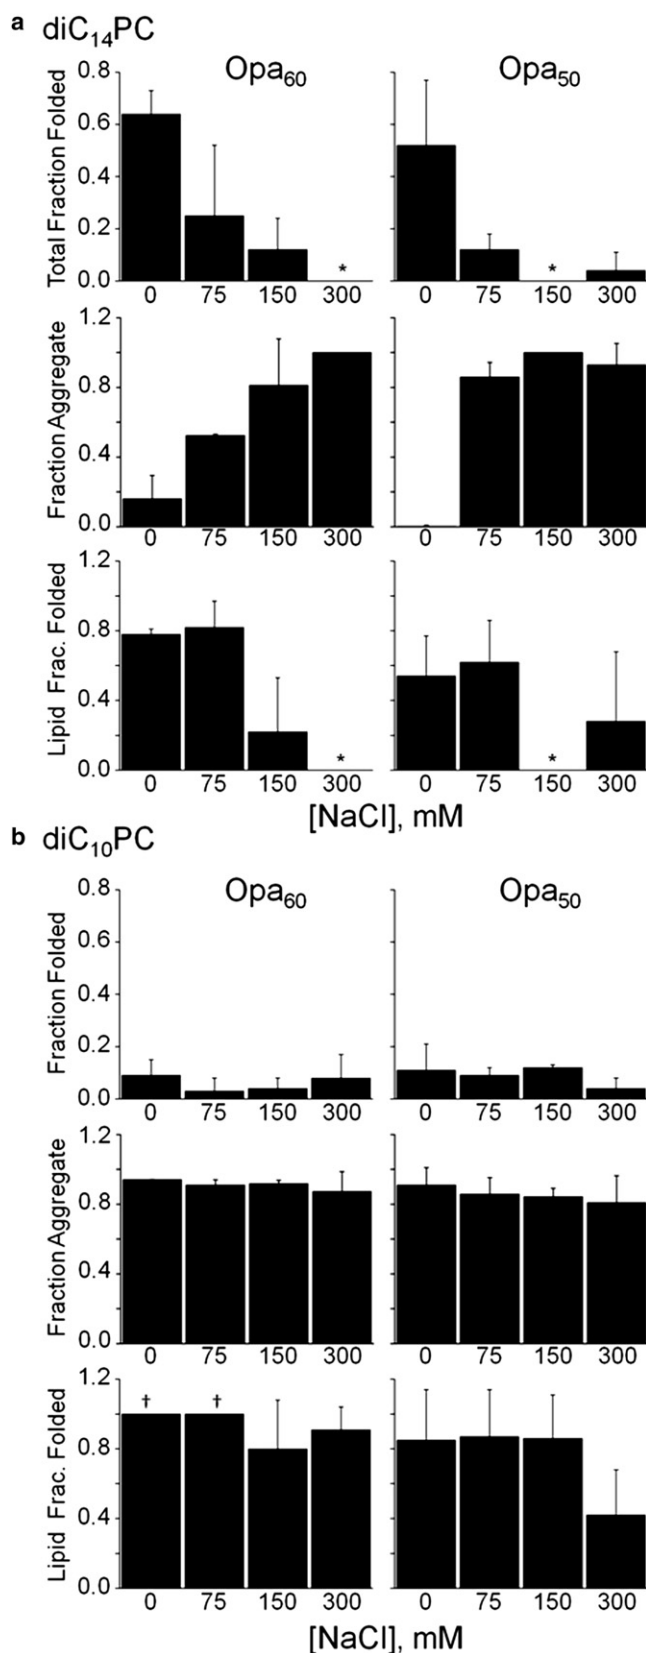 a diC₁₄PC
Opa₆₀ Opa₅₀
Total Fraction Folded
0.8
0.6
0.4
0.2
0.0
* *
0 75 150 300 0 75 150 300
Fraction Aggregate
1.2
0.8
0.4
0.0
0 75 150 300 0 75 150 300
Lipid Frac. Folded
1.2
0.8
0.4
0.0
* *
0 75 150 300 0 75 150 300
[NaCl], mM
b diC₁₀PC
Opa₆₀ Opa₅₀
Fraction Folded
0.8
0.6
0.4
0.2
0.0
0 75 150 300 0 75 150 300
Fraction Aggregate
1.2
0.8
0.4
0.0
0 75 150 300 0 75 150 300
Lipid Frac. Folded
1.2
0.8
0.4
0.0
† †
0 75 150 300 0 75 150 300
[NaCl], mM